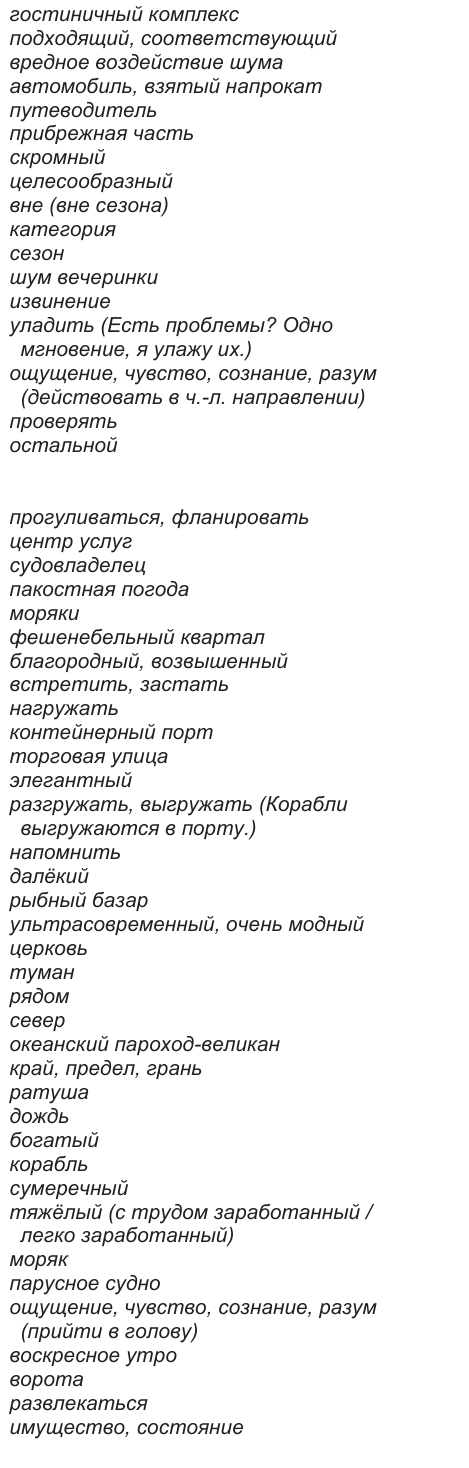 гостиничный комплекс
подходящий, соответствующий
вредное воздействие шума
автомобиль, взятый напрокат
путеводитель
прибрежная часть
скромный
целесообразный
вне (вне сезона)
категория
сезон
шум вечеринки
извинение
уладить (Есть проблемы? Одно
мгновение, я улажу их.)
ощущение, чувство, сознание, разум
(действовать в ч.-л. направлении)
проверять
остальной
прогуливаться, фланировать
центр услуг
судовладелец
пакостная погода
моряки
фешенебельный квартал
благородный, возвышенный
встретить, застать
нагружать
контейнерный порт
торговая улица
элегантный
разгружать, выгружать (Корабли
выгружаются в порту.)
напомнить
далёкий
рыбный базар
ультрасовременный, очень модный
церковь
туман
рядом
север
океанский пароход-великан
край, предел, грань
ратуша
дождь
богатый
корабль
сумеречный
тяжёлый (с трудом заработанный /
легко заработанный)
моряк
парусное судно
ощущение, чувство, сознание, разум
(прийти в голову)
воскресное утро
ворота
развлекаться
имущество, состояние